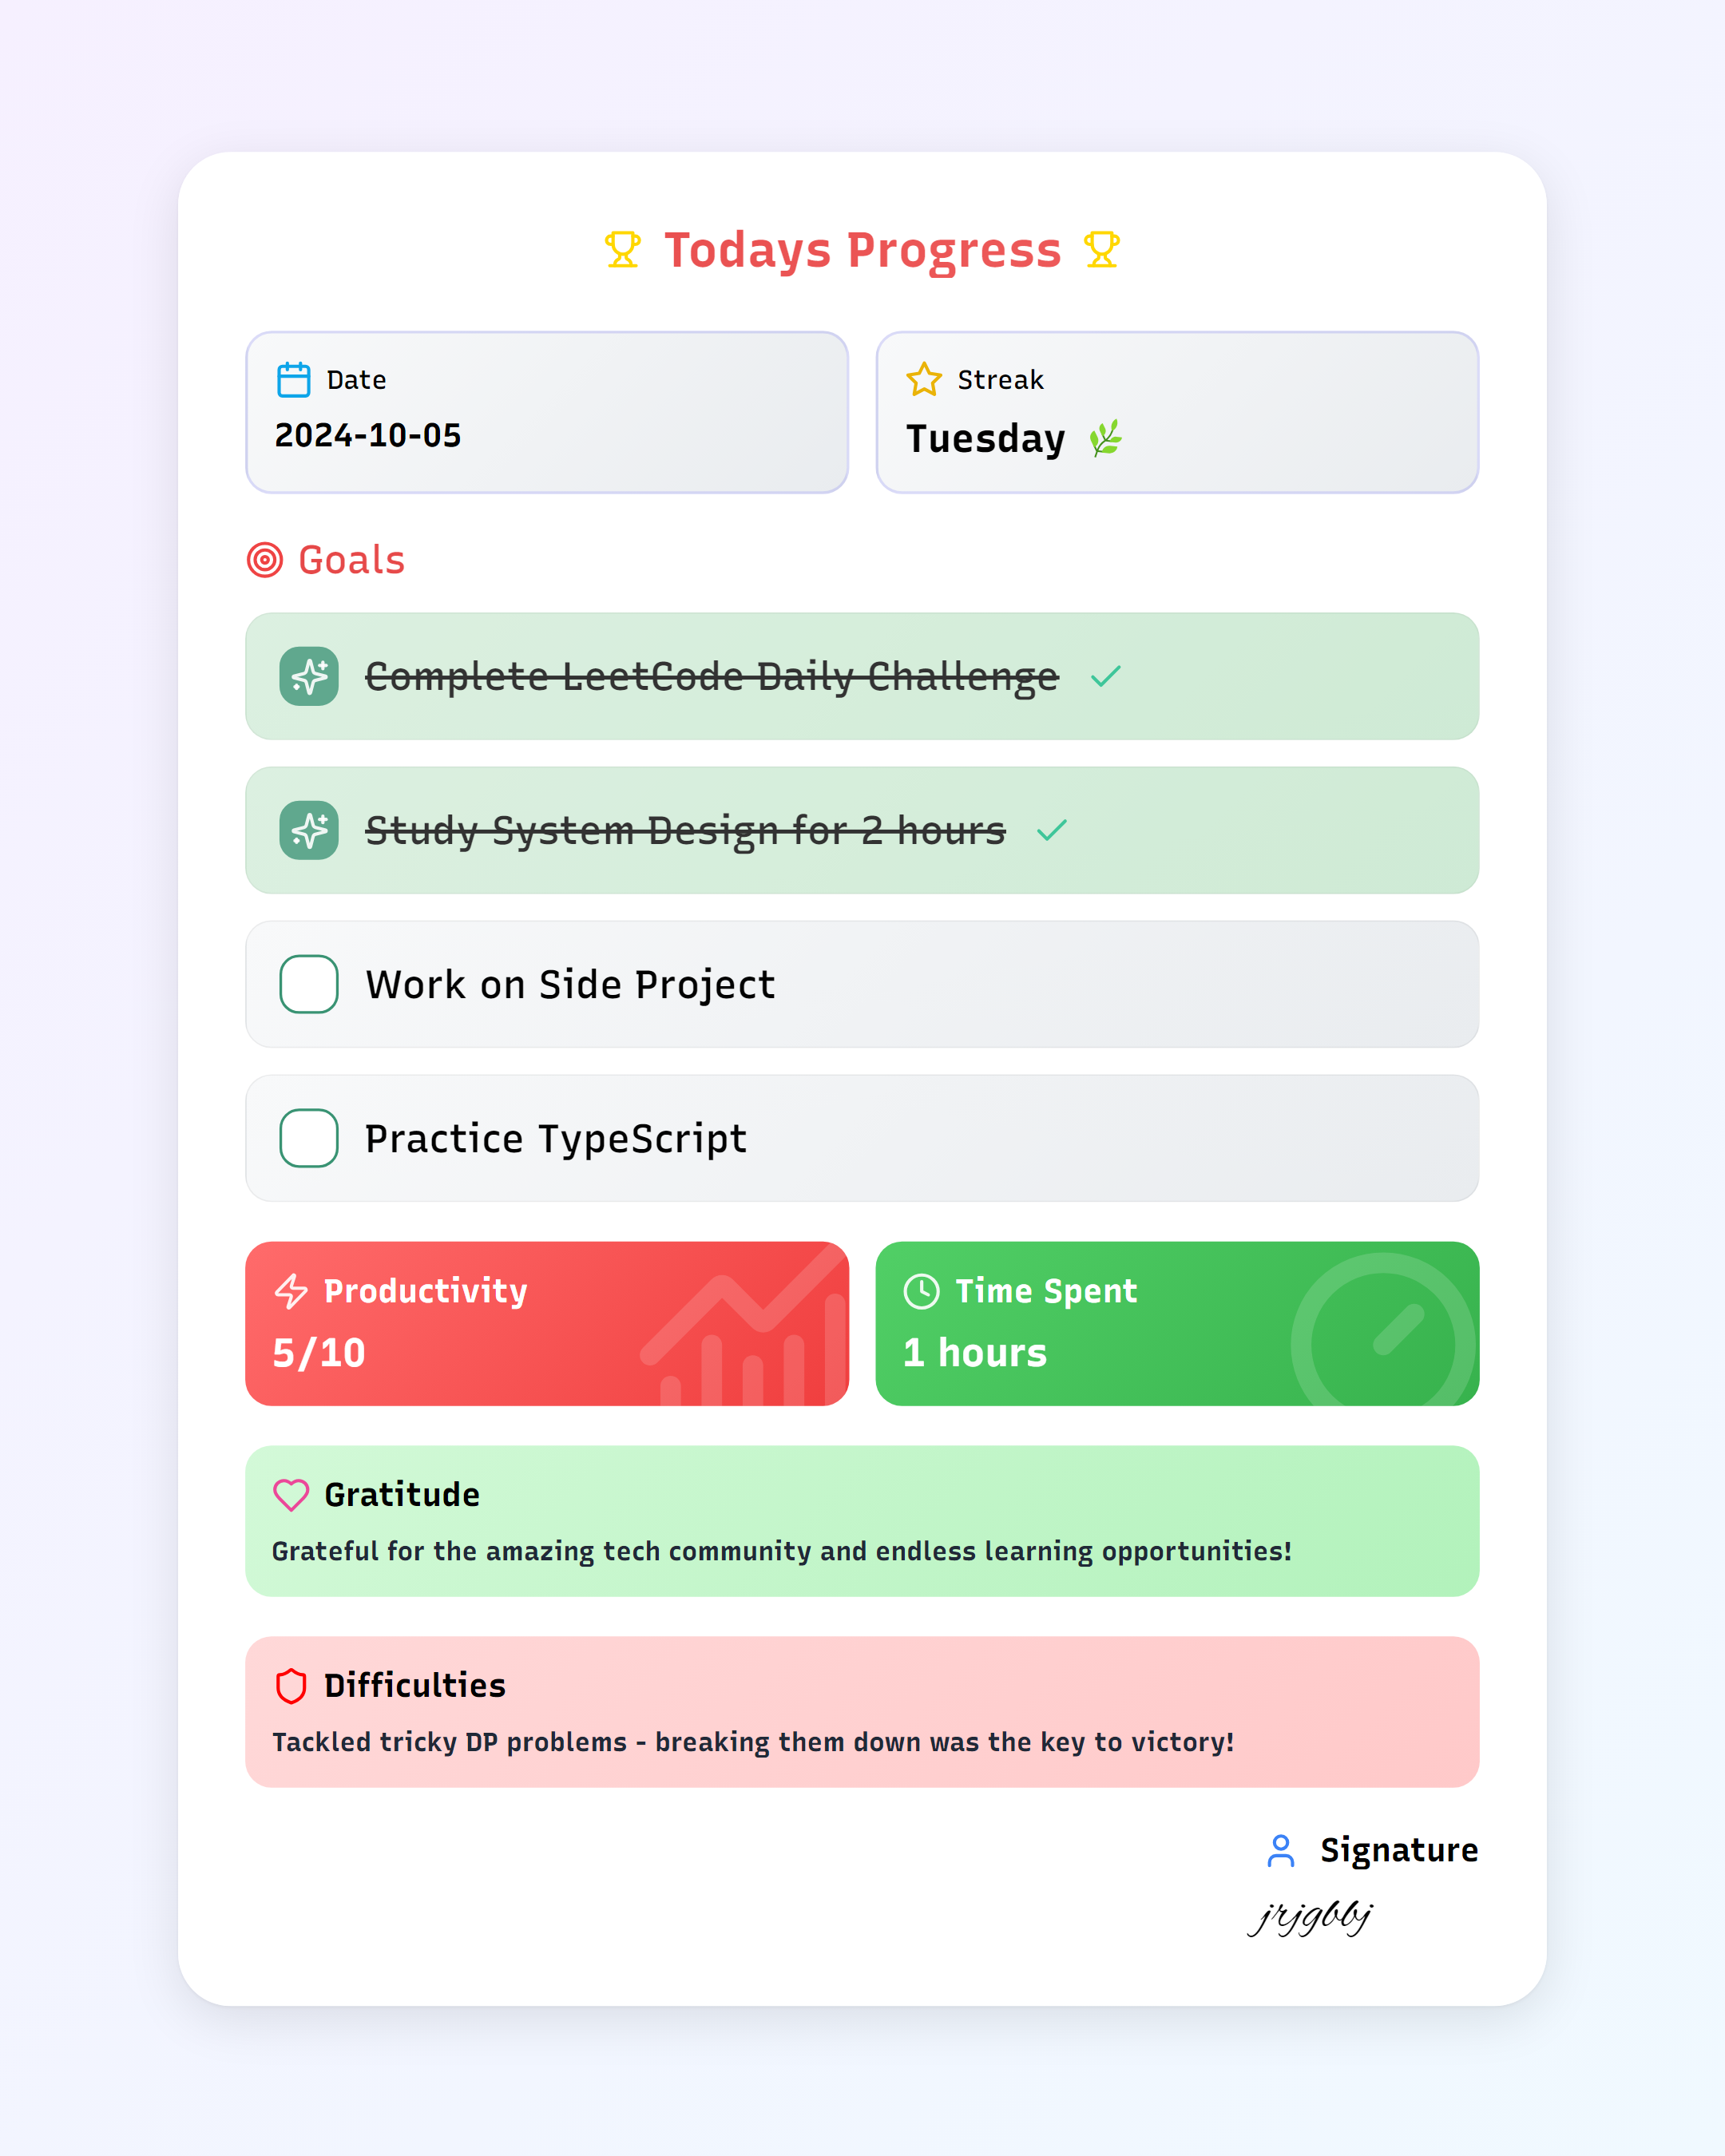 Todays Progress
Date
2024-10-05
Streak
Tuesday 🌿
Goals
Complete LeetCode Daily Challenge
Study System Design for 2 hours
Work on Side Project
Practice TypeScript
Productivity
5/10
Time Spent
1 hours
Gratitude
Grateful for the amazing tech community and endless learning opportunities!
Difficulties
Tackled tricky DP problems - breaking them down was the key to victory!
Signature
jrjgbbj